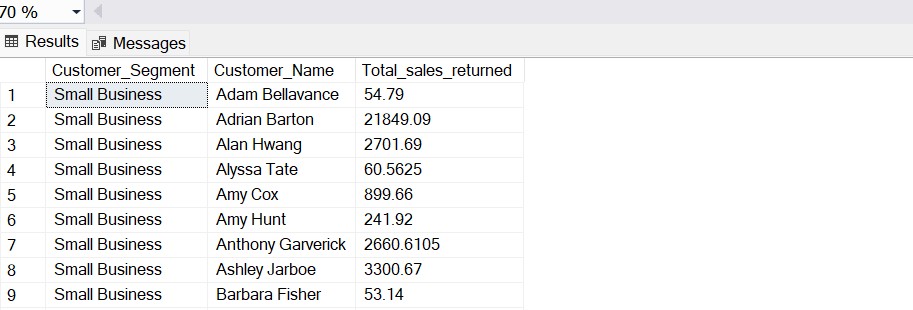 70 %
Results Messages
Customer_Segment Customer_Name Total_sales_returned
1 Small Business Adam Bellavance 54.79
2 Small Business Adrian Barton 21849.09
3 Small Business Alan Hwang 2701.69
4 Small Business Alyssa Tate 60.5625
5 Small Business Amy Cox 899.66
6 Small Business Amy Hunt 241.92
7 Small Business Anthony Garverick 2660.6105
8 Small Business Ashley Jarboe 3300.67
9 Small Business Barbara Fisher 53.14